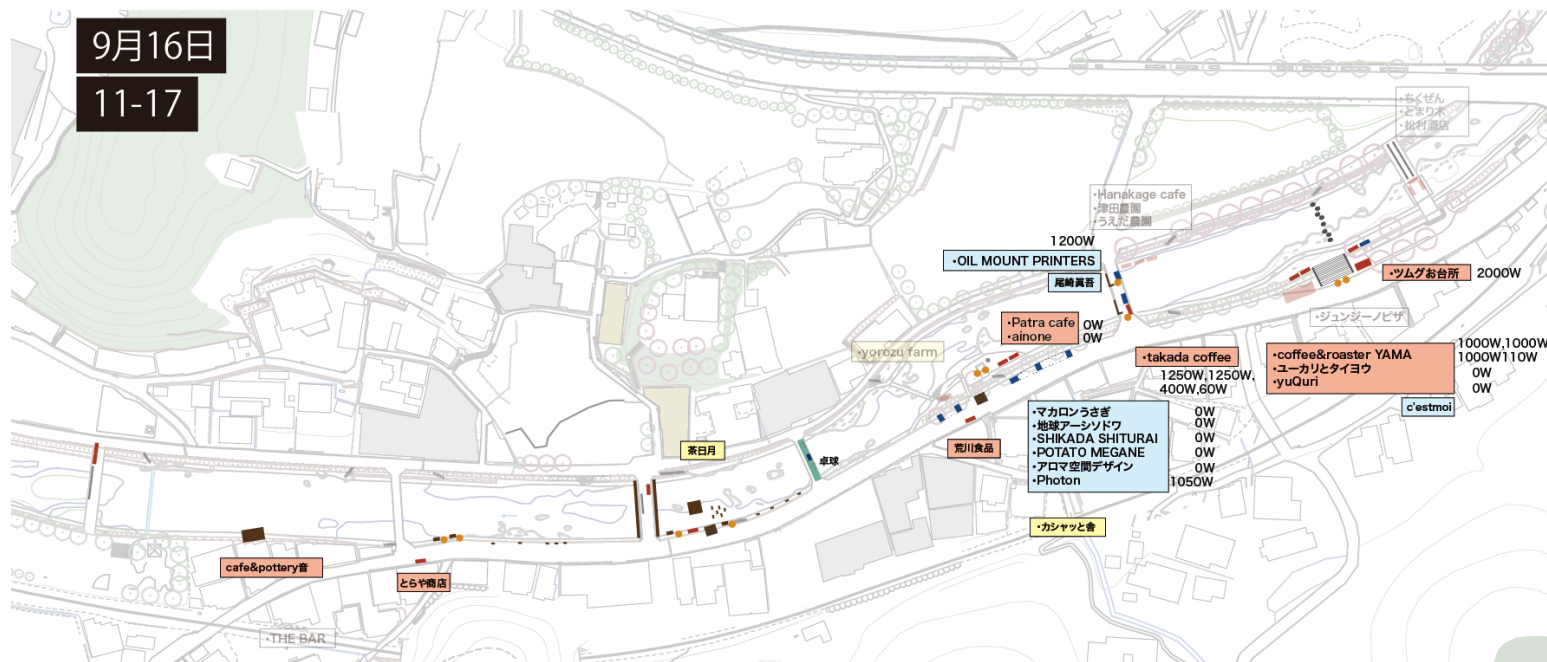 9月16日
11-17
・ちくぜん
・とまり木
・松村酒店
・Hanakage cafe
・津田農園
・うえだ農園
1200W
・OIL MOUNT PRINTERS
尾崎眞吾
・ツムグお台所
2000W
・ジュンジーノピザ
・Patra cafe
0W
・ainone
0W
・yorozu farm
・takada coffee
1250W,1250W,
400W,60W
・coffee&roaster YAMA
・ユーカリとタイヨウ
・yuQuri
1000W,1000W
1000W110W
0W
0W
c'estmoi
・マカロンうさぎ
0W
・地球アーシソドワ
0W
・SHIKADA SHITURAI
0W
・POTATO MEGANE
0W
・アロマ空間デザイン
0W
・Photon
1050W
荒川食品
茶日月
卓球
・カシャッと舎
cafe&pottery音
とらや商店
・THE BAR